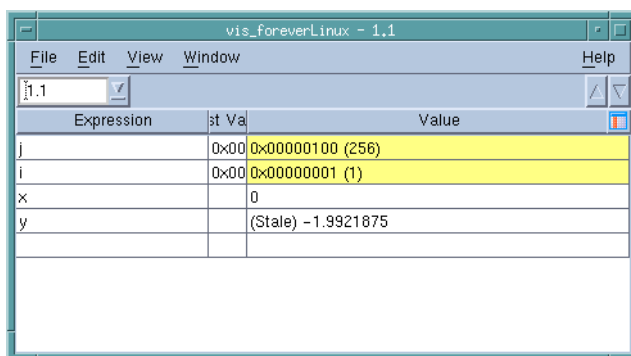 vis_foreverLinux - 1.1
File Edit View Window Help
1.1
Expression st Va Value
j 0x00 0x00000100 (256)
i 0x00 0x00000001 (1)
x 0
y (Stale) -1.9921875